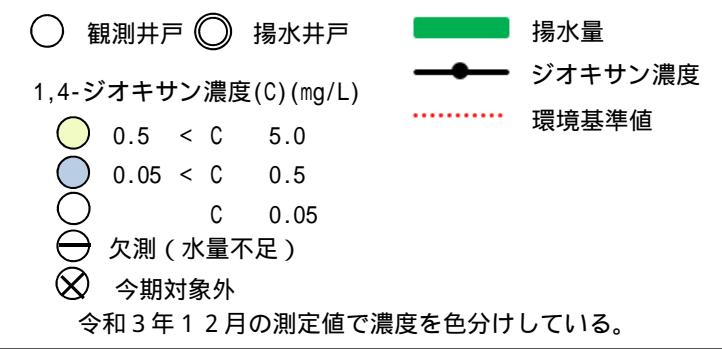 観測井戸 揚水井戸
揚水量
ジオキサン濃度
1,4-ジオキサン濃度(C)(mg/L)
環境基準値
0.5 < C 5.0
0.05 < C 0.5
C 0.05
欠測(水量不足)
今期対象外
令和3年12月の測定値で濃度を色分けしている。